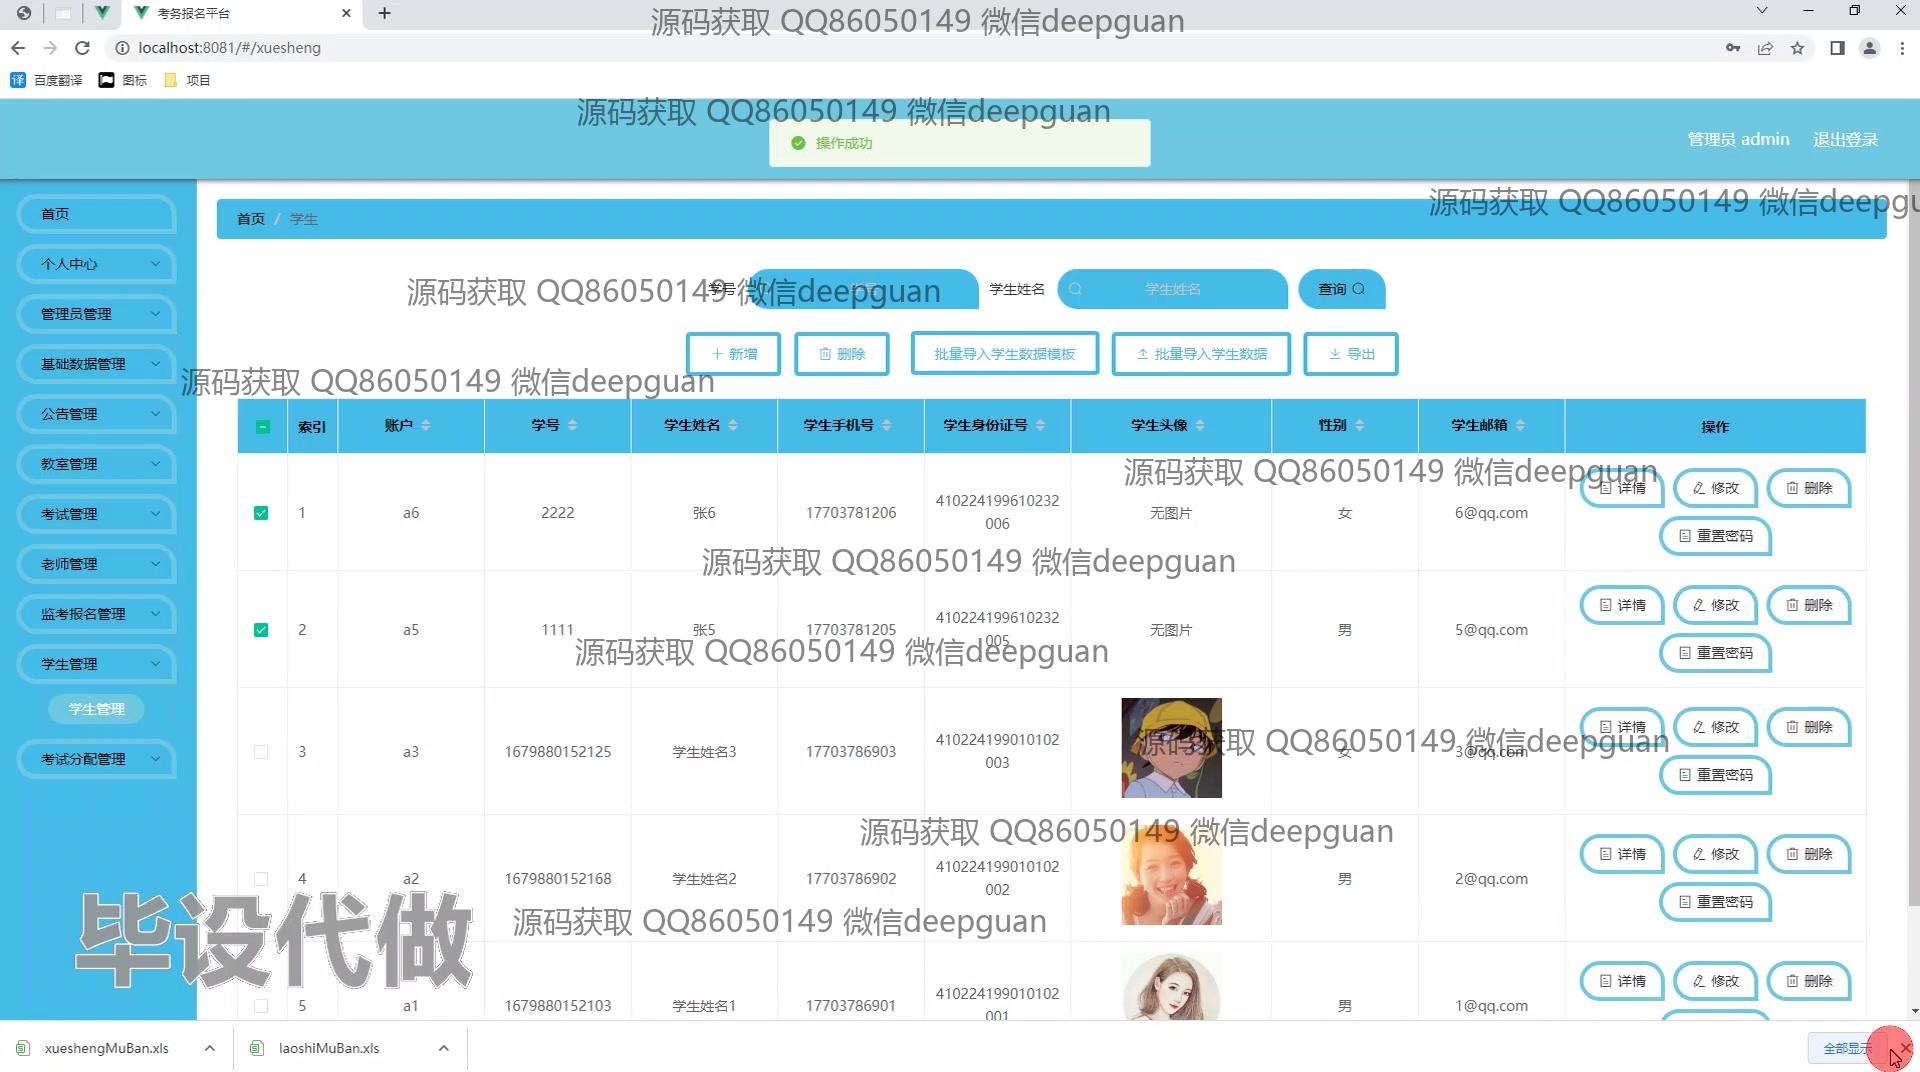 考务报名平台
源码获取 QQ86050149 微信deepguan
localhost:8081/#/xuesheng
百度翻译 图标 项目
源码获取 QQ86050149 微信deepguan
操作成功
管理员 admin 退出登录
源码获取 QQ86050149 微信deepgu
首页 / 学生
首页
个人中心
管理员管理
基础数据管理
公告管理
教室管理
考试管理
老师管理
监考报名管理
学生管理
学生管理
考试分配管理
源码获取 QQ86050149 微信deepguan
学号 学生姓名 学生姓名 查询
新增 删除 批量导入学生数据模板 批量导入学生数据 导出
源码获取 QQ86050149 微信deepguan
索引 账户 学号 学生姓名 学生手机号 学生身份证号 学生头像 性别 学生邮箱 操作
源码获取 QQ86050149 微信deepguan
1 a6 2222 张6 17703781206 410224199610232006 无图片 女 6@qq.com 详情 修改 删除
重置密码
源码获取 QQ86050149 微信deepguan
2 a5 1111 张5 17703781205 410224199610232005 无图片 男 5@qq.com 详情 修改 删除
重置密码
源码获取 QQ86050149 微信deepguan
3 a3 1679880152125 学生姓名3 17703786903 410224199010102003 女 3@qq.com 详情 修改 删除
重置密码
源码获取 QQ86050149 微信deepguan
源码获取 QQ86050149 微信deepguan
4 a2 1679880152168 学生姓名2 17703786902 410224199010102002 男 2@qq.com 详情 修改 删除
重置密码
源码获取 QQ86050149 微信deepguan
毕设代做
5 a1 1679880152103 学生姓名1 17703786901 410224199010102001 男 1@qq.com 详情 修改 删除
xueshengMuBan.xls laoshiMuBan.xls 全部显示